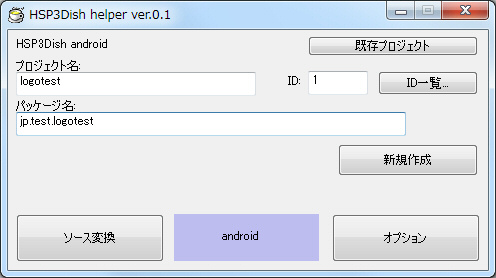 HSP3Dish helper ver.0.1
HSP3Dish android
既存プロジェクト
プロジェクト名:
logotest
ID:
1
ID一覧...
パッケージ名:
jp.test.logotest
新規作成
ソース変換
android
オプション